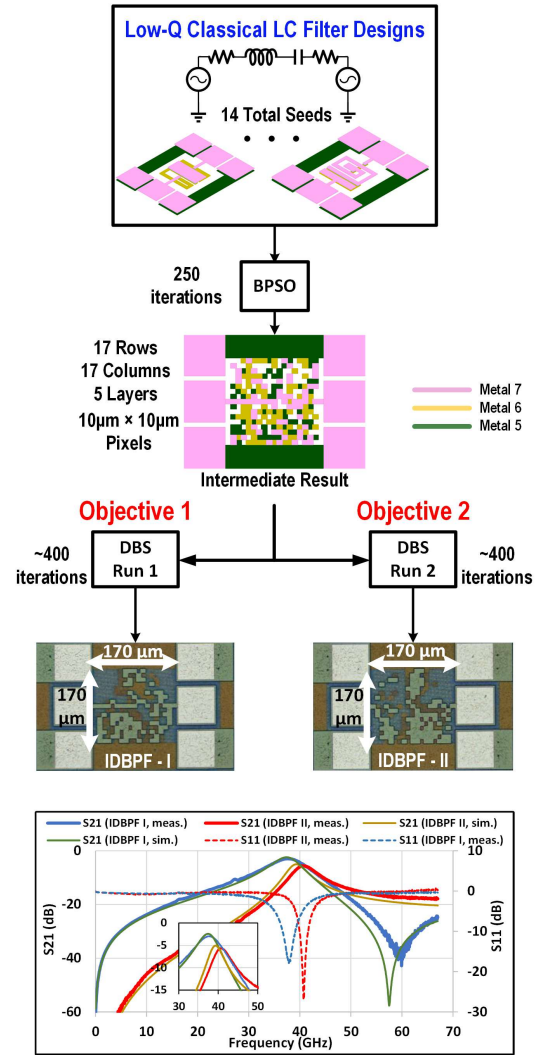 Low-Q Classical LC Filter Designs
14 Total Seeds
250
iterations
BPSO
17 Rows
17 Columns
5 Layers
10µm × 10µm
Pixels
Metal 7
Metal 6
Metal 5
Intermediate Result
Objective 1
Objective 2
~400
iterations
DBS
Run 1
DBS
Run 2
~400
iterations
170 µm
170
µm
IDBPF - I
170 µm
170
µm
IDBPF - II
S21 (IDBPF I, meas.)
S21 (IDBPF II, meas.)
S21 (IDBPF II, sim.)
S21 (IDBPF I, sim.)
S11 (IDBPF II, meas.)
S11 (IDBPF I, meas.)
0
-20
-40
-60
S21 (dB)
10
0
-10
-20
-30
S11 (dB)
0
-5
-10
-15
30
40
50
0
10
20
30
40
50
60
70
Frequency (GHz)